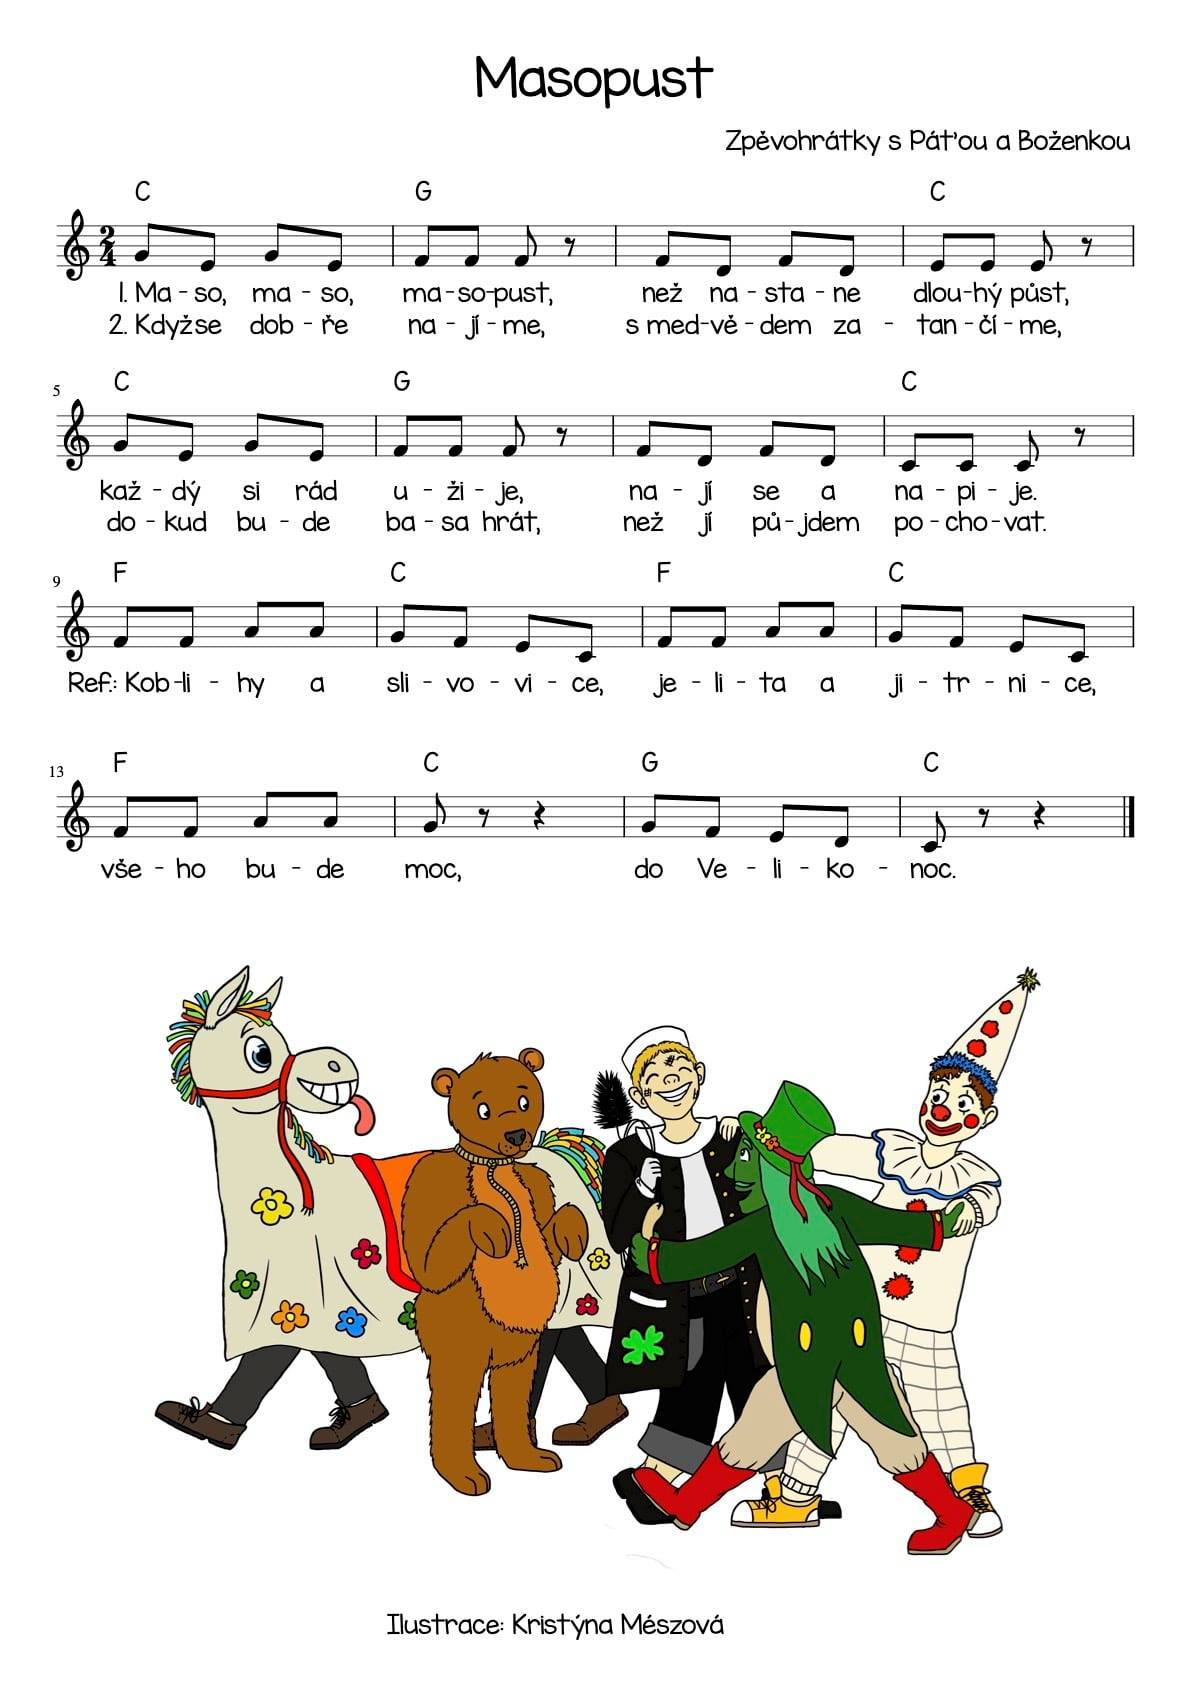 Masopust
Zpěvohrátky s Páťou a Boženkou
C G C
2 4
1. Ma - so, ma - so, ma - so - pust, než na - sta - ne dlou - hý půst,
2. Když se dob - ře na - jí - me, s med - vě - dem za - tan - čí - me,
C G C
5
kaž - dý si rád u - ži - je, na - jí se a na - pi - je.
do - kud bu - de ba - sa hrát, než jí pů - jdem po - cho - vat.
F C F C
9
Ref.: Kob - li - hy a sli - vo - vi - ce, je - li - ta a ji - tr - ni - ce,
F C G C
13
vše - ho bu - de moc, do Ve - li - ko - noc.
Ilustrace: Kristýna Mészová